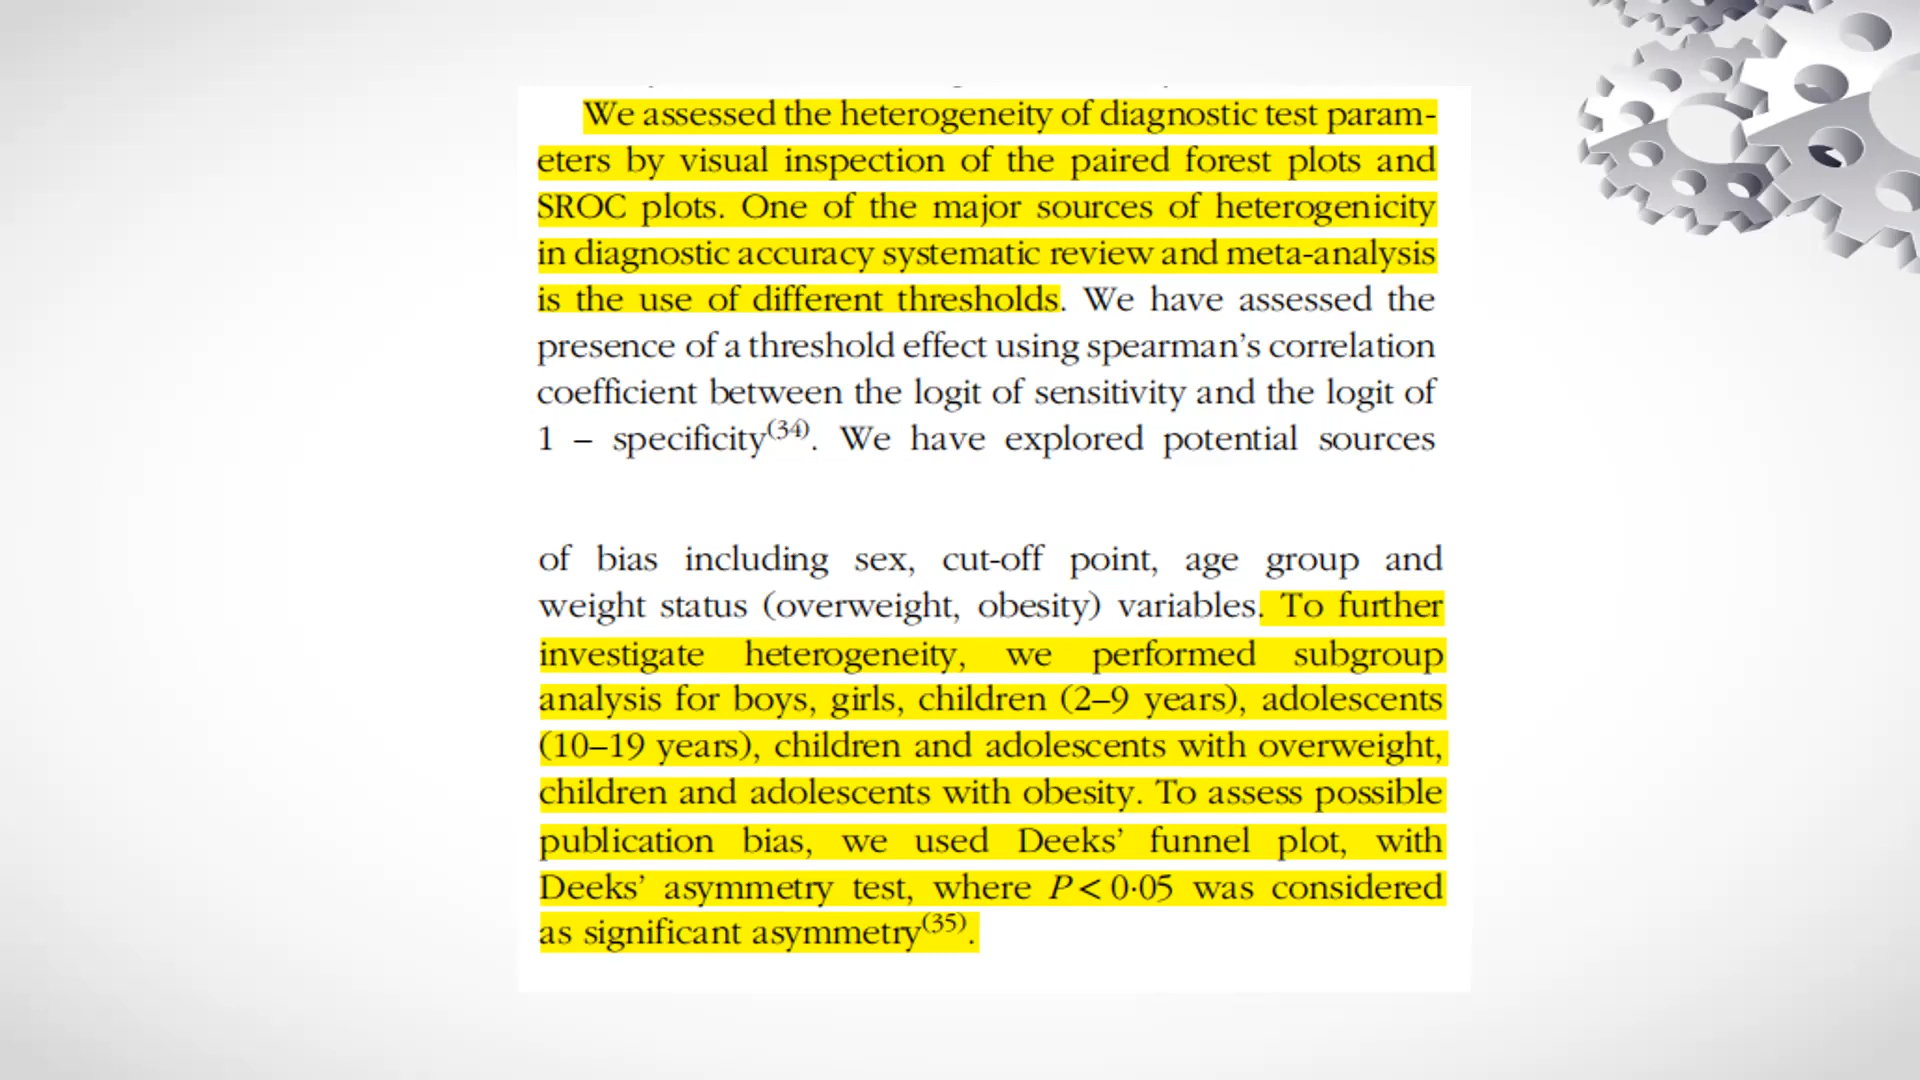 We assessed the heterogeneity of diagnostic test param-
eters by visual inspection of the paired forest plots and
SROC plots. One of the major sources of heterogenicity
in diagnostic accuracy systematic review and meta-analysis
is the use of different thresholds. We have assessed the
presence of a threshold effect using spearman’s correlation
coefficient between the logit of sensitivity and the logit of
1 – specificity(34). We have explored potential sources
of bias including sex, cut-off point, age group and
weight status (overweight, obesity) variables. To further
investigate heterogeneity, we performed subgroup
analysis for boys, girls, children (2–9 years), adolescents
(10–19 years), children and adolescents with overweight,
children and adolescents with obesity. To assess possible
publication bias, we used Deeks’ funnel plot, with
Deeks’ asymmetry test, where P < 0·05 was considered
as significant asymmetry(35).